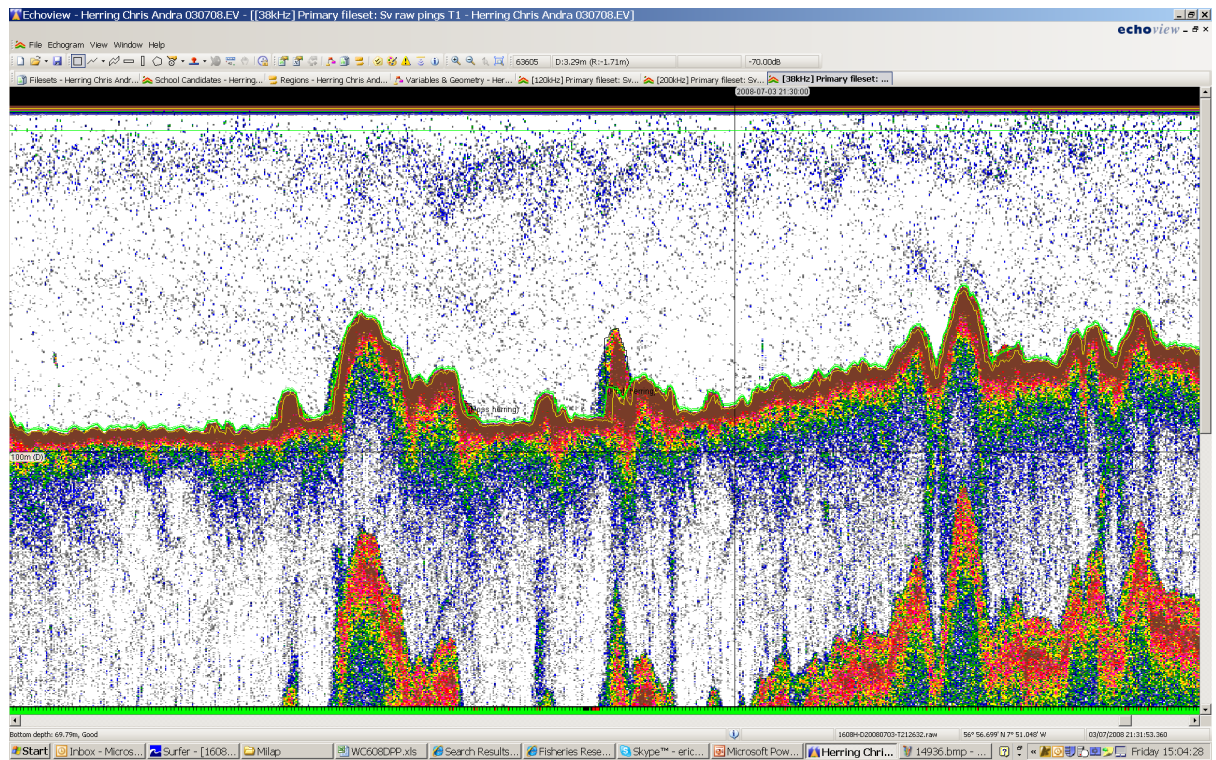 Echoview - Herring Chris Andra 030708.EV - [[38kHz] Primary fileset: Sv raw pings T1 - Herring Chris Andra 030708.EV]
echoview
File Echogram View Window Help
63605 D:3.29m (R:-1.71m) -70.00dB
Filesets - Herring Chris Andr... School Candidates - Herring... Regions - Herring Chris And... Variables & Geometry - Her... [120kHz] Primary fileset: Sv... [200kHz] Primary fileset: Sv... [38kHz] Primary fileset: ...
2008-07-03 21:30:00
herring)
(Poss herring)
100m (D)
Bottom depth: 69.79m, Good 1608H-D20080703-T212632.raw 56° 56.699' N 7° 51.048' W 03/07/2008 21:31:53.360
Start Inbox - Micros... Surfer - [1608... Milap WC608DPP.xls Search Results... Fisheries Rese... Skype™ - eric... Microsoft Pow... Herring Chri... 14936.bmp - ... Friday 15:04:28